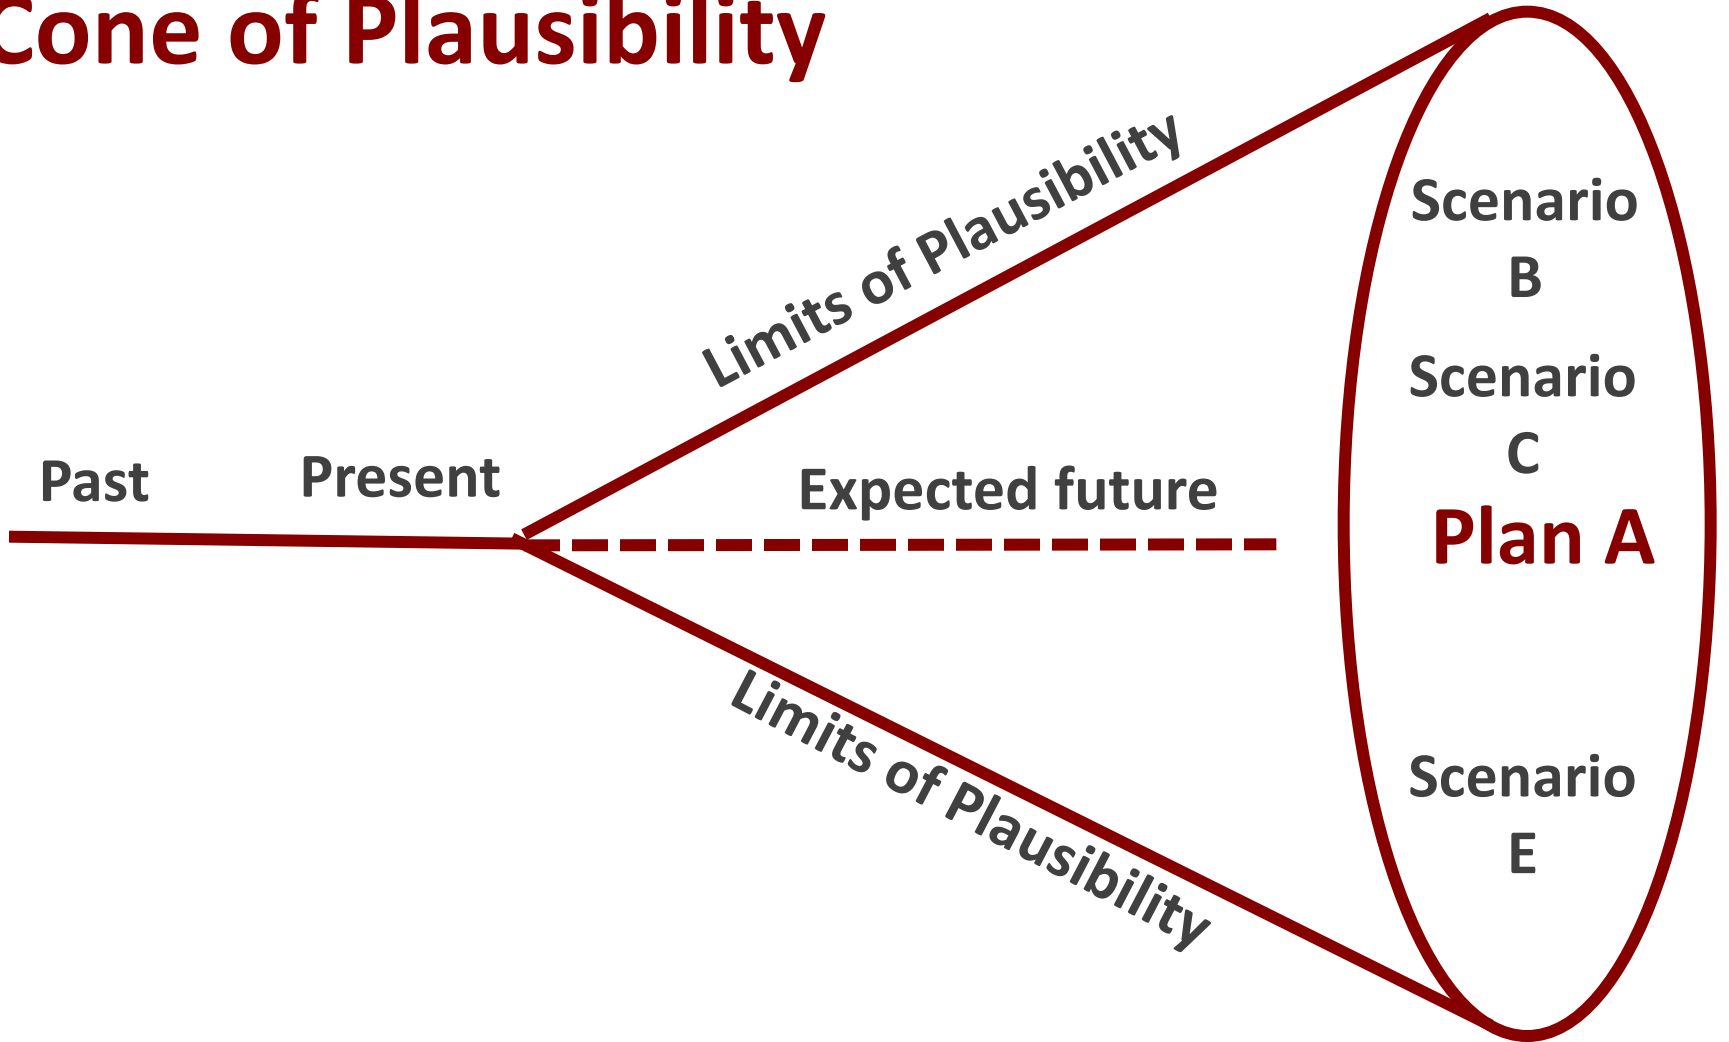 Cone of Plausibility
Limits of Plausibility
Scenario
B
Scenario
C
Past
Present
Expected future
Plan A
Limits of Plausibility
Scenario
E